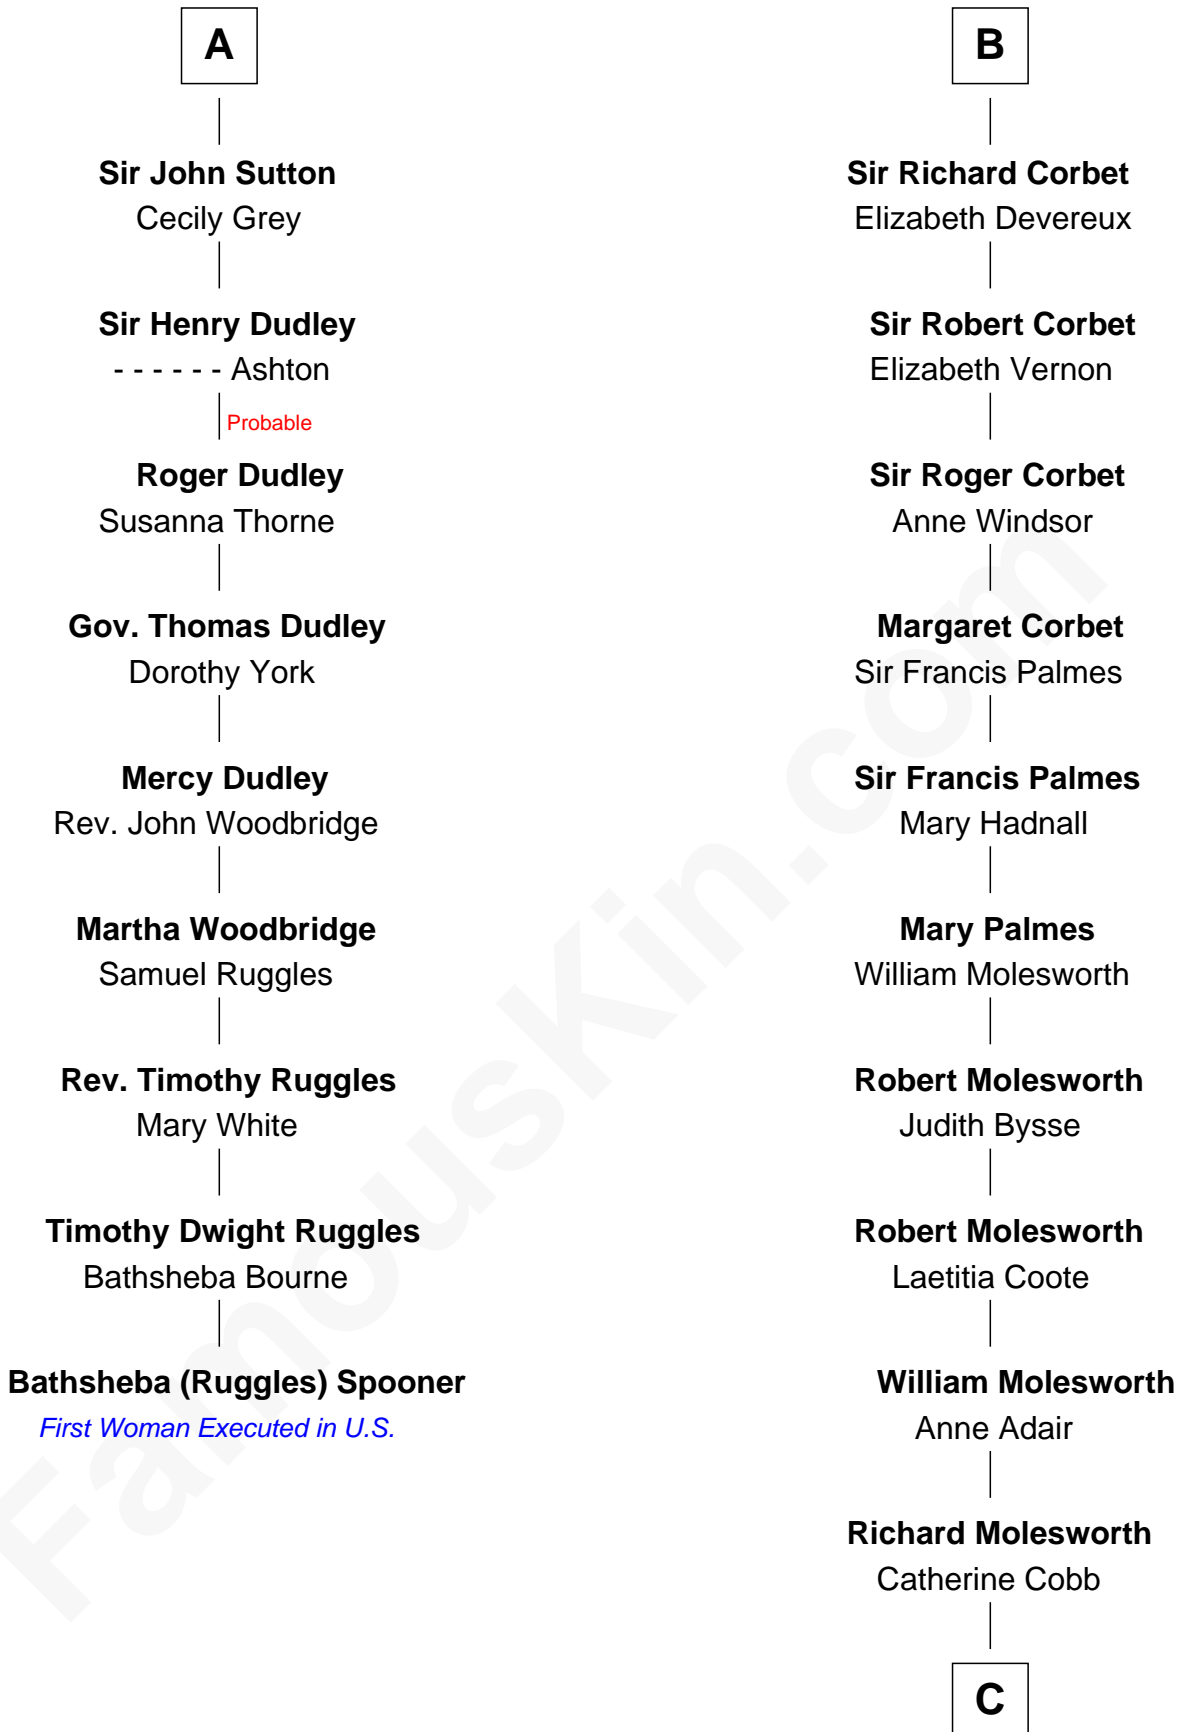 A
Sir John Sutton
Cecily Grey
Sir Henry Dudley
- - - - - - Ashton
Probable
Roger Dudley
Susanna Thorne
Gov. Thomas Dudley
Dorothy York
Mercy Dudley
Rev. John Woodbridge
Martha Woodbridge
Samuel Ruggles
Rev. Timothy Ruggles
Mary White
Timothy Dwight Ruggles
Bathsheba Bourne
Bathsheba (Ruggles) Spooner
First Woman Executed in U.S.
B
Sir Richard Corbet
Elizabeth Devereux
Sir Robert Corbet
Elizabeth Vernon
Sir Roger Corbet
Anne Windsor
Margaret Corbet
Sir Francis Palmes
Sir Francis Palmes
Mary Hadnall
Mary Palmes
William Molesworth
Robert Molesworth
Judith Bysse
Robert Molesworth
Laetitia Coote
William Molesworth
Anne Adair
Richard Molesworth
Catherine Cobb
C
FamousKin.com